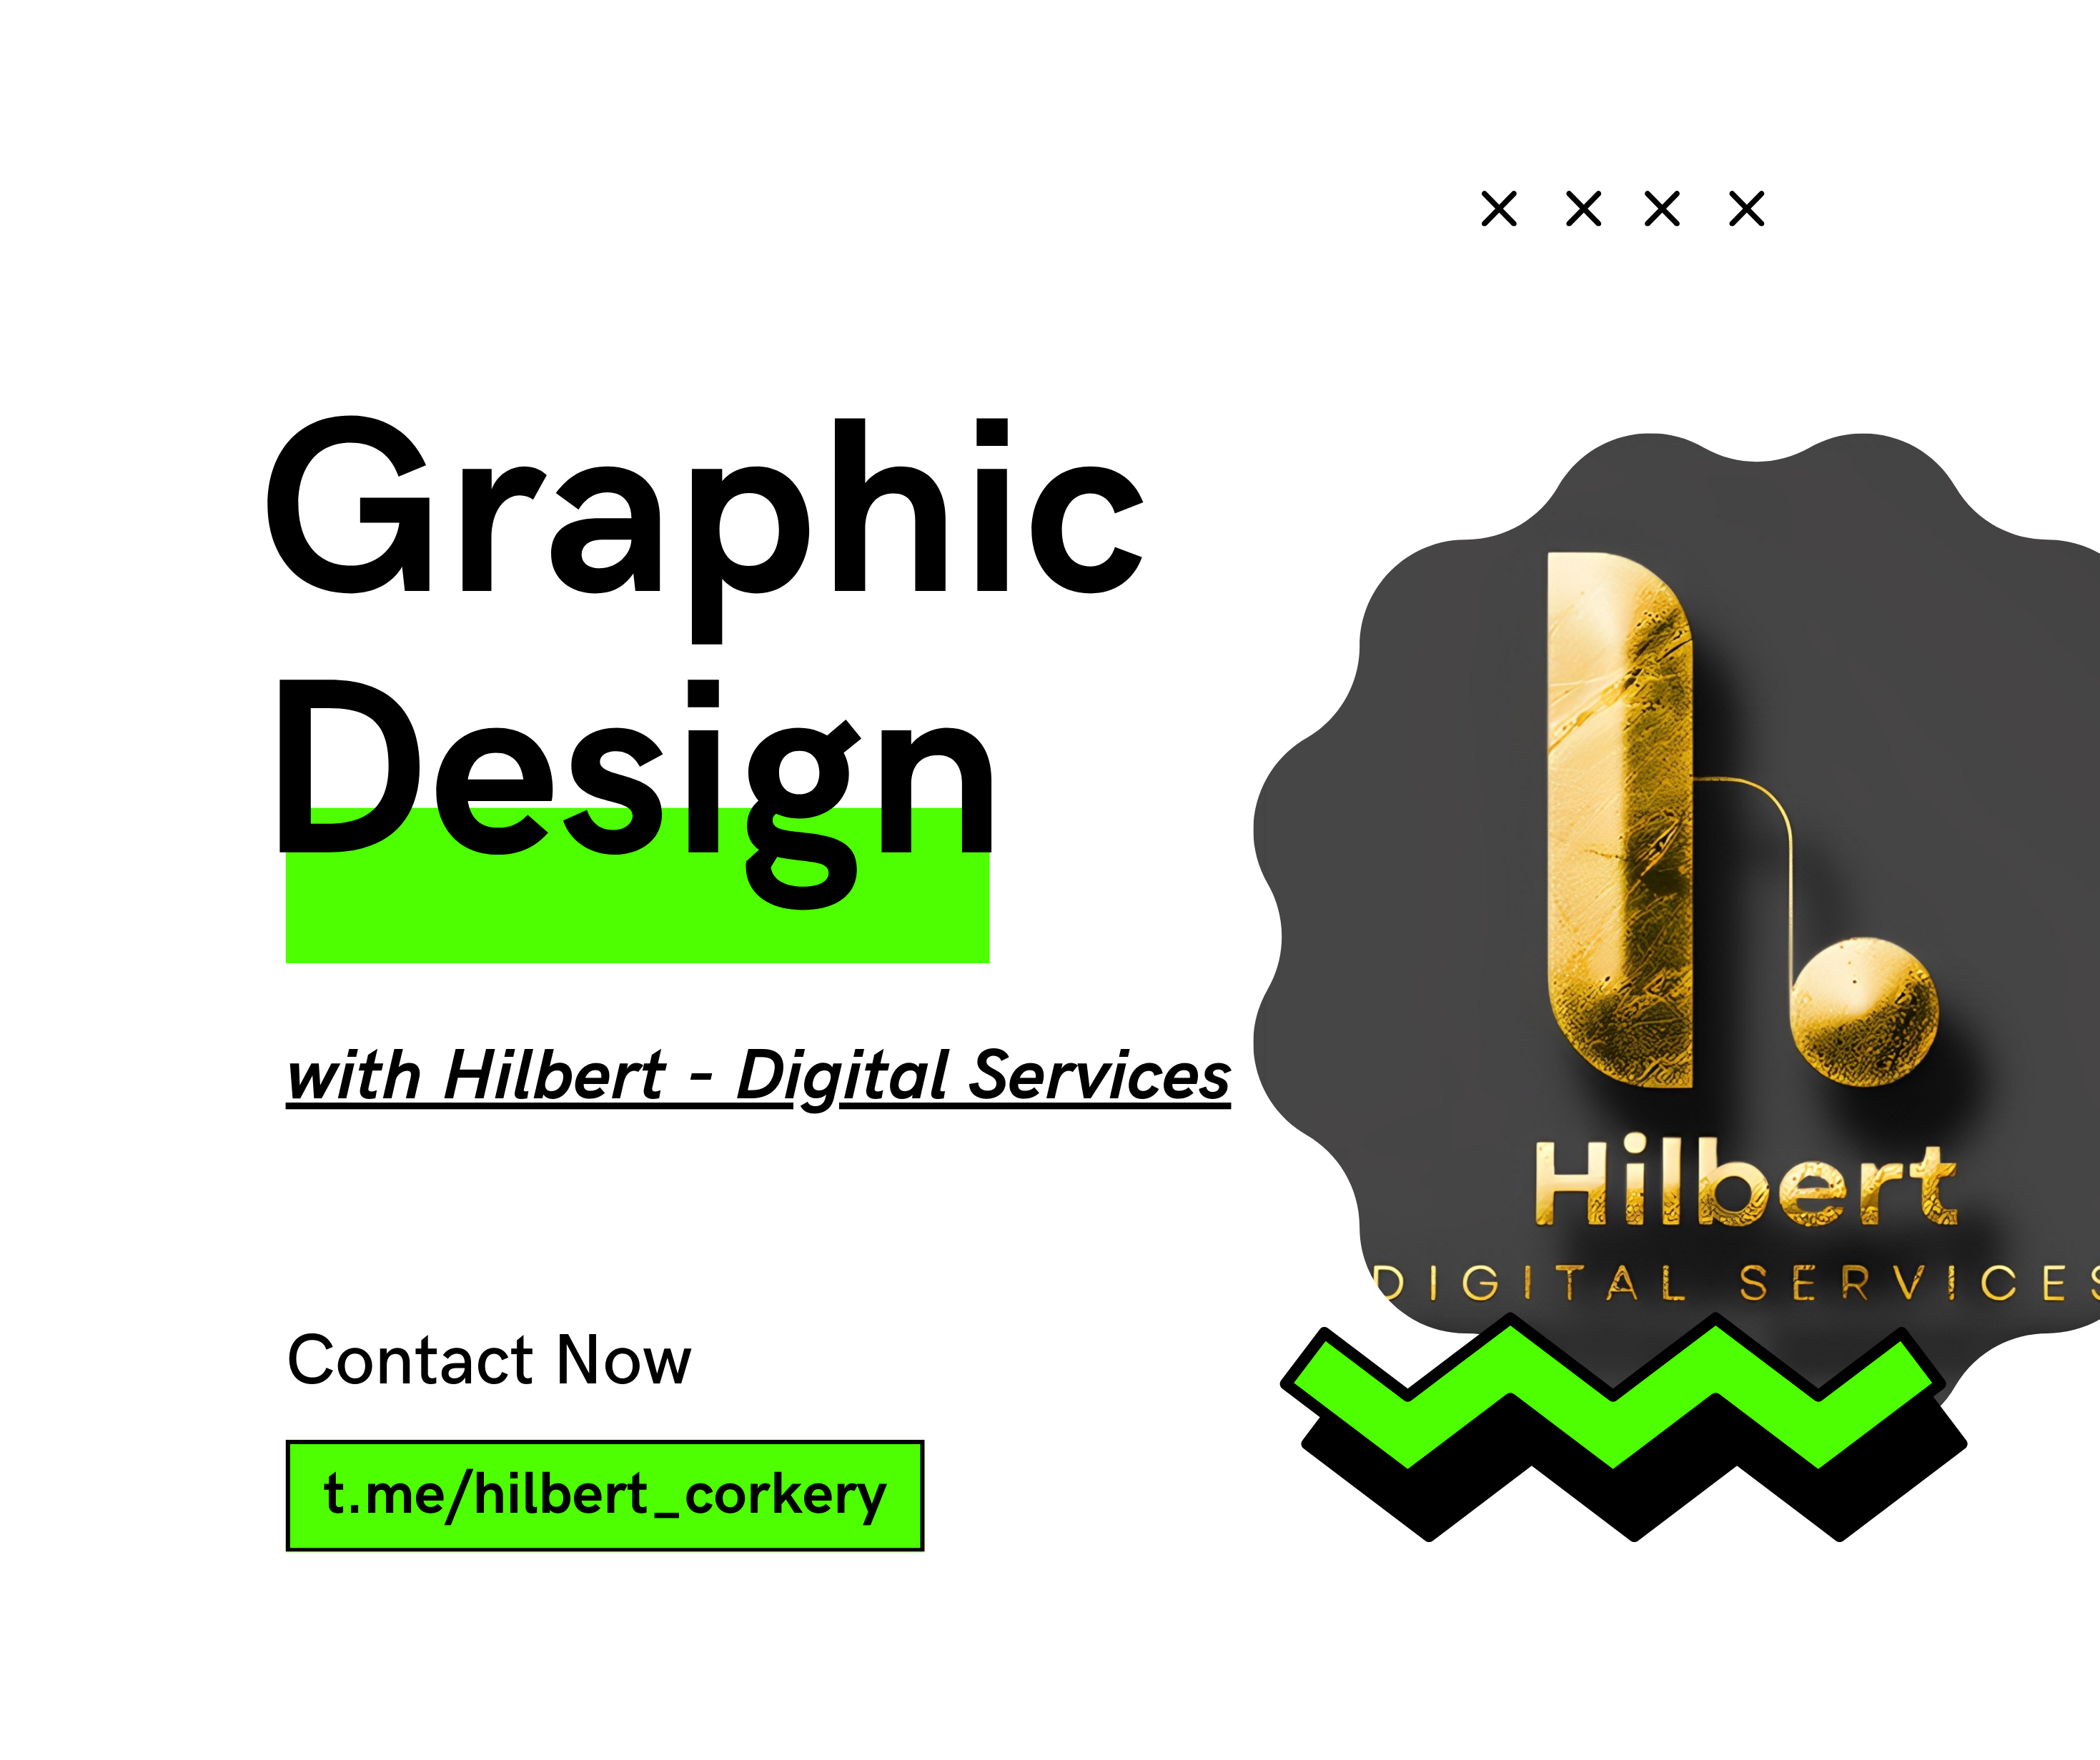 Graphic
Design
with Hilbert - Digital Services
Hilbert
DIGITAL SERVICES
Contact Now
t.me/hilbert_corkery